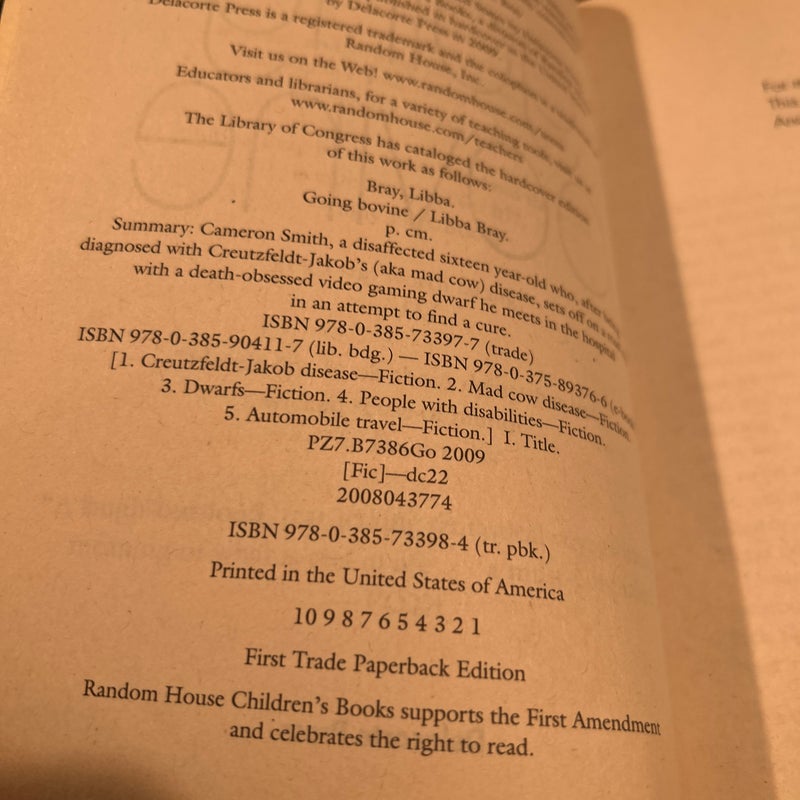 by Delacorte Press in 2009
Delacorte Press is a registered trademark and the colophon is a
Random House, Inc.
Visit us on the Web! www.randomhouse.com/teens
Educators and librarians, for a variety of teaching tools, visit us at
www.randomhouse.com/teachers
The Library of Congress has cataloged the hardcover edition
of this work as follows:
Bray, Libba.
Going bovine / Libba Bray.
p. cm.
Summary: Cameron Smith, a disaffected sixteen year-old who, after being
diagnosed with Creutzfeldt-Jakob's (aka mad cow) disease, sets off on a
with a death-obsessed video gaming dwarf he meets in the hospital
in an attempt to find a cure.
ISBN 978-0-385-73397-7 (trade)
ISBN 978-0-385-90411-7 (lib. bdg.) — ISBN 978-0-375-89376-6
[1. Creutzfeldt-Jakob disease—Fiction. 2. Mad cow disease—Fiction.
3. Dwarfs—Fiction. 4. People with disabilities—Fiction.
5. Automobile travel—Fiction.] I. Title.
PZ7.B7386Go 2009
[Fic]—dc22
2008043774
ISBN 978-0-385-73398-4 (tr. pbk.)
Printed in the United States of America
10 9 8 7 6 5 4 3 2 1
First Trade Paperback Edition
Random House Children's Books supports the First Amendment
and celebrates the right to read.